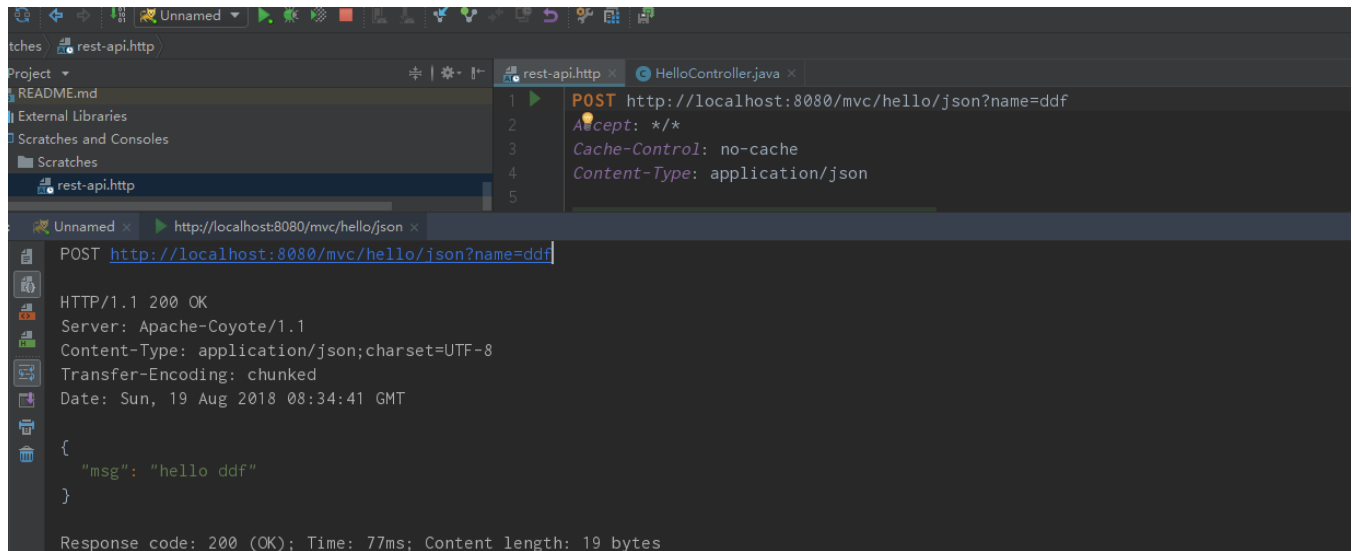 Unnamed
tches rest-api.http
Project
rest-api.http HelloController.java
README.md
External Libraries
Scratches and Consoles
Scratches
rest-api.http
1 POST http://localhost:8080/mvc/hello/json?name=ddf
2 Accept: */*
3 Cache-Control: no-cache
4 Content-Type: application/json
5
Unnamed http://localhost:8080/mvc/hello/json
POST http://localhost:8080/mvc/hello/json?name=ddf
HTTP/1.1 200 OK
Server: Apache-Coyote/1.1
Content-Type: application/json;charset=UTF-8
Transfer-Encoding: chunked
Date: Sun, 19 Aug 2018 08:34:41 GMT
{
"msg": "hello ddf"
}
Response code: 200 (OK); Time: 77ms; Content length: 19 bytes